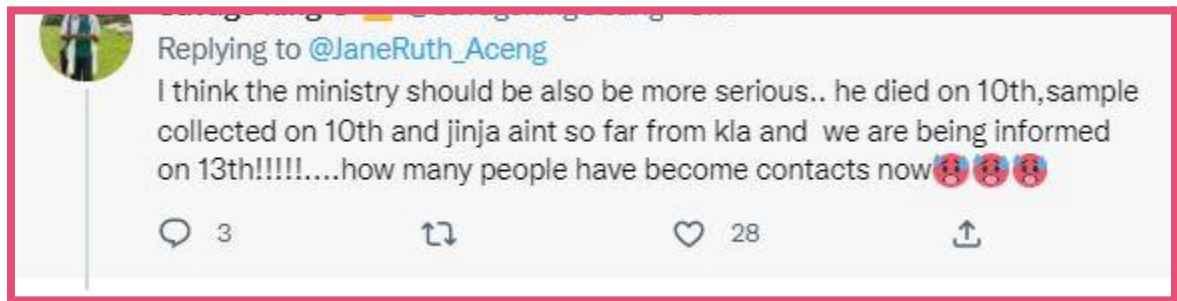 Replying to @JaneRuth_Aceng
I think the ministry should be also be more serious.. he died on 10th,sample
collected on 10th and jinja aint so far from kla and we are being informed
on 13th!!!!!....how many people have become contacts now🥵🥵🥵
3 28